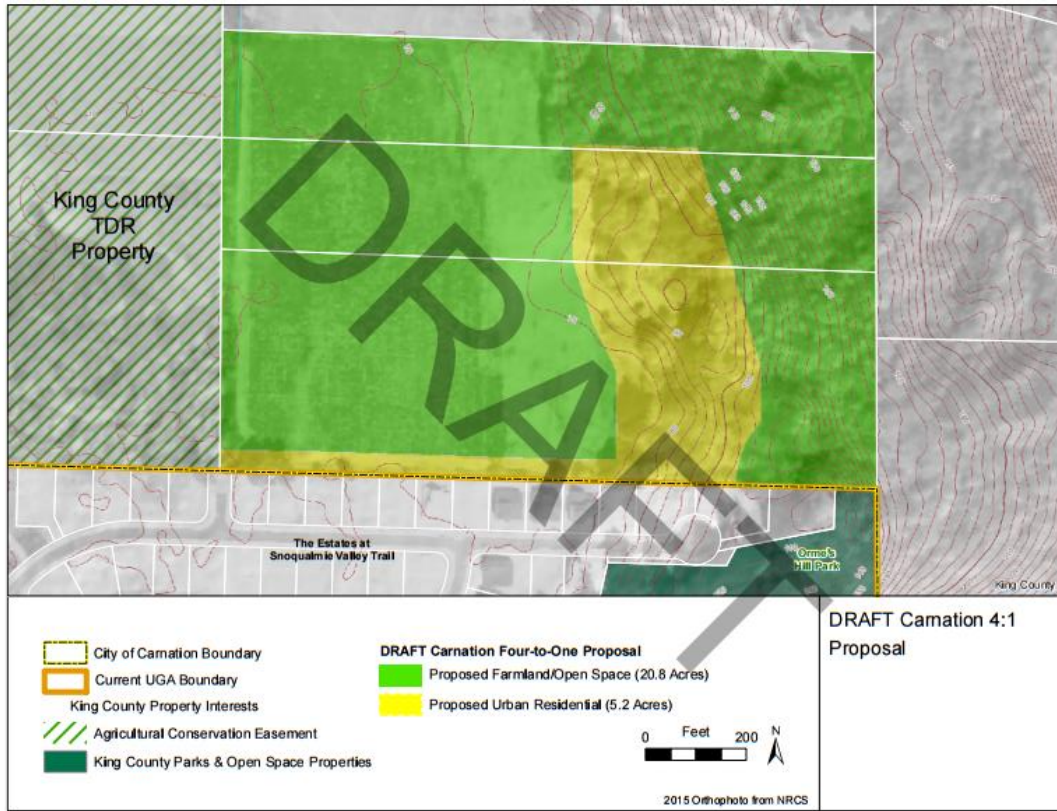 King County
TDR
Property
The Estates at
Snoqualmie Valley Trail
Orme's
Hill Park
King County
DRAFT
City of Carnation Boundary
Current UGA Boundary
King County Property Interests
Agricultural Conservation Easement
King County Parks & Open Space Properties
DRAFT Carnation Four-to-One Proposal
Proposed Farmland/Open Space (20.8 Acres)
Proposed Urban Residential (5.2 Acres)
0 Feet 200
N
2015 Orthophoto from NRCS
DRAFT Carnation 4:1
Proposal